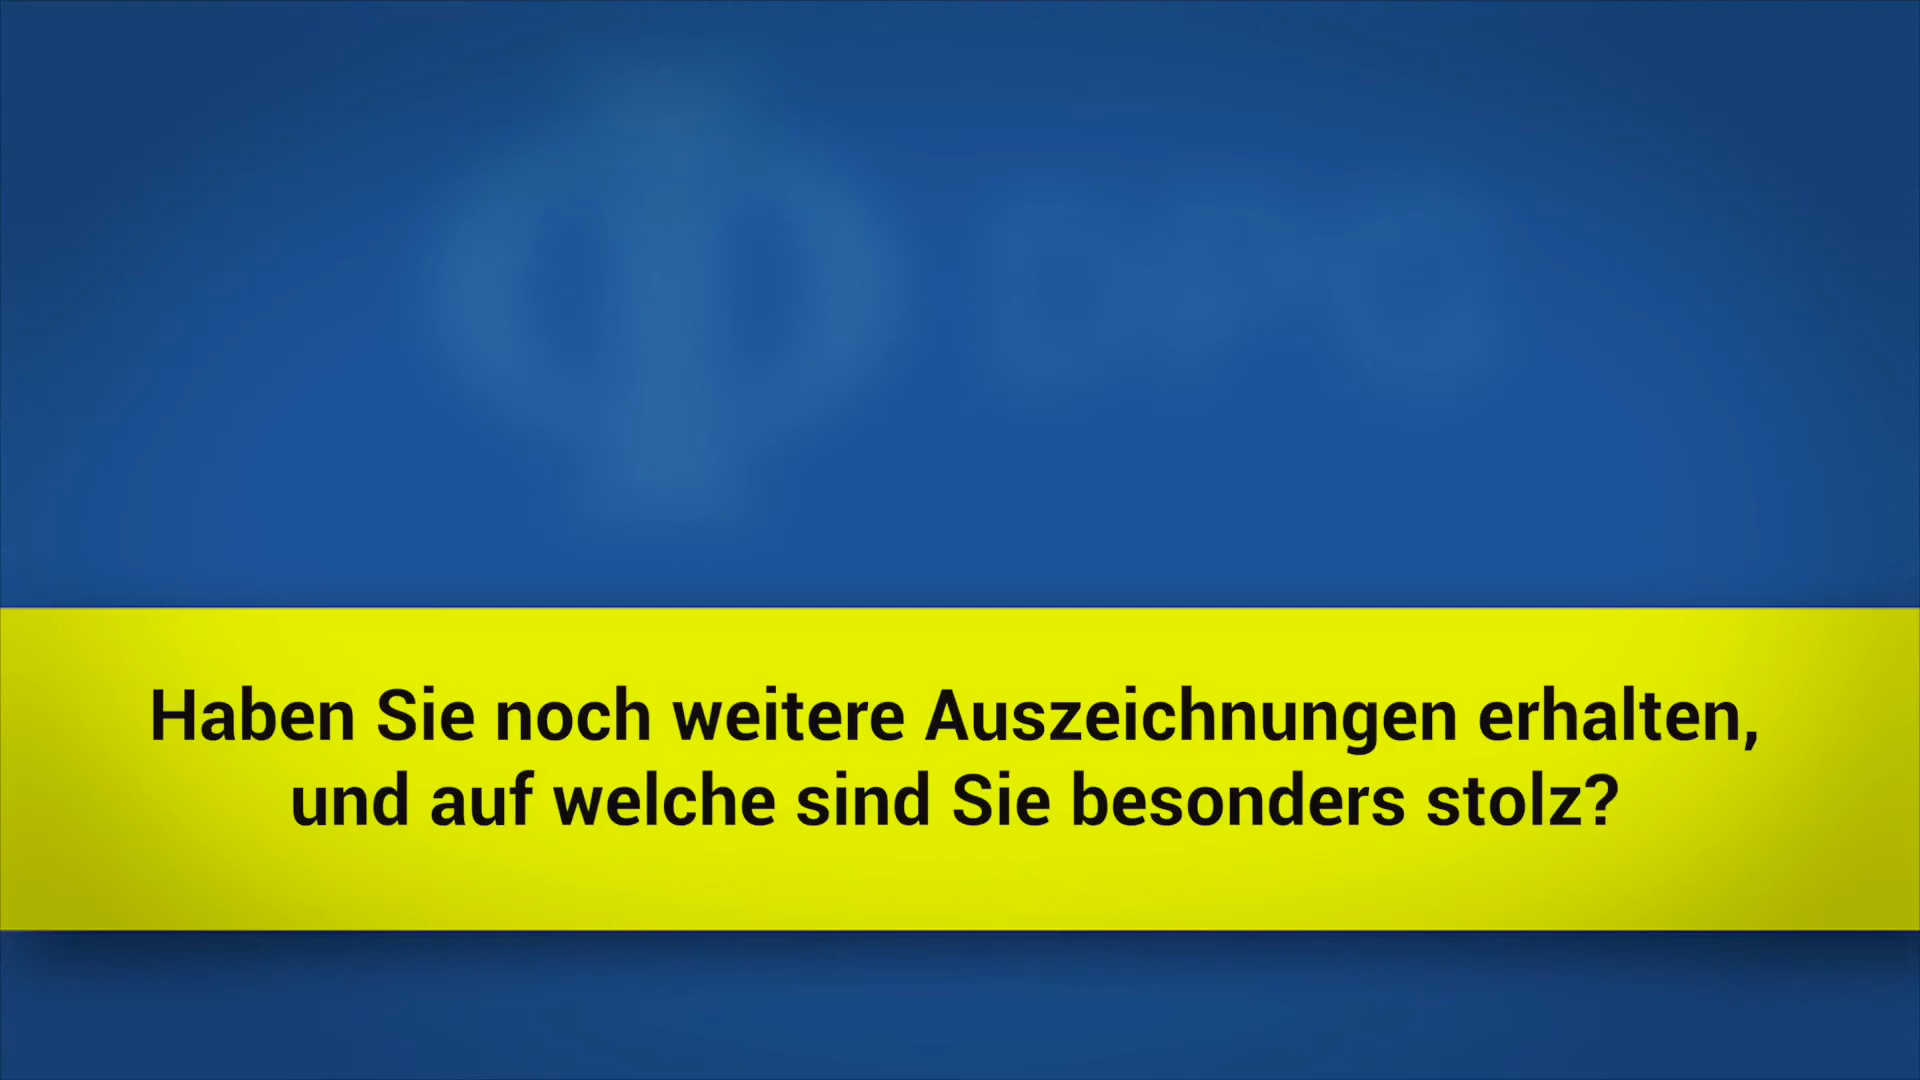 Haben Sie noch weitere Auszeichnungen erhalten,
und auf welche sind Sie besonders stolz?